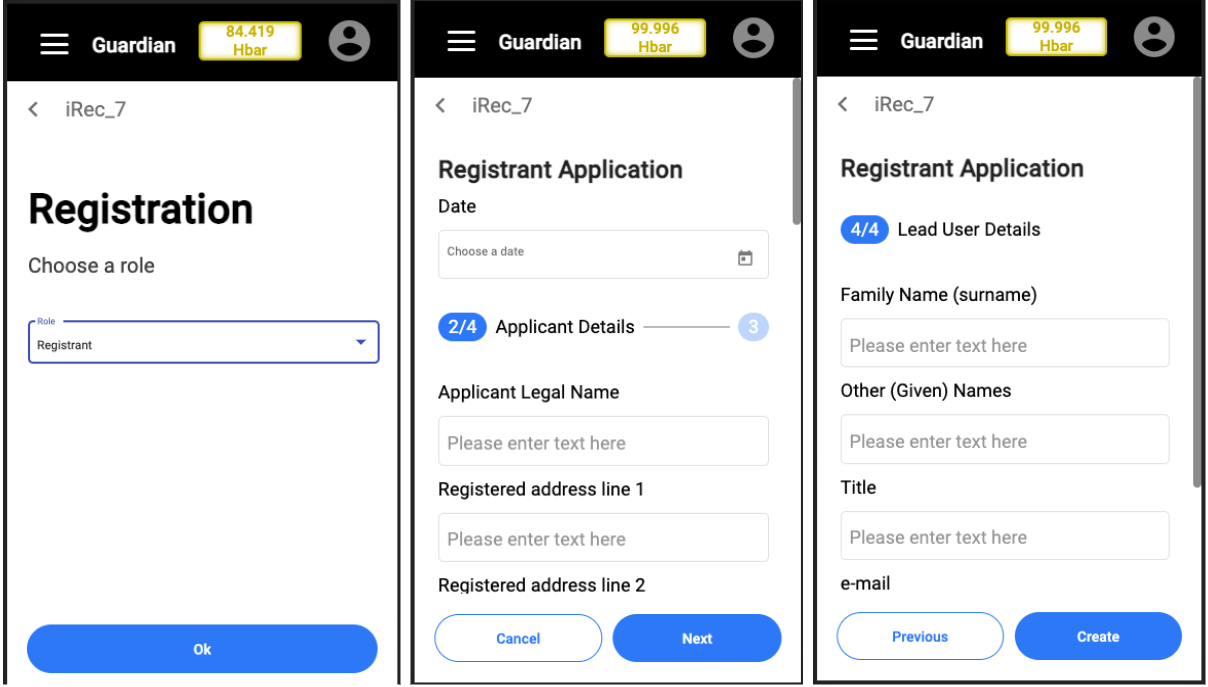 Guardian
84.419
Hbar
iRec_7
Registration
Choose a role
Role
Registrant
Ok
Guardian
99.996
Hbar
iRec_7
Registrant Application
Date
Choose a date
2/4 Applicant Details 3
Applicant Legal Name
Please enter text here
Registered address line 1
Please enter text here
Registered address line 2
Cancel Next
Guardian
99.996
Hbar
iRec_7
Registrant Application
4/4 Lead User Details
Family Name (surname)
Please enter text here
Other (Given) Names
Please enter text here
Title
Please enter text here
e-mail
Previous Create